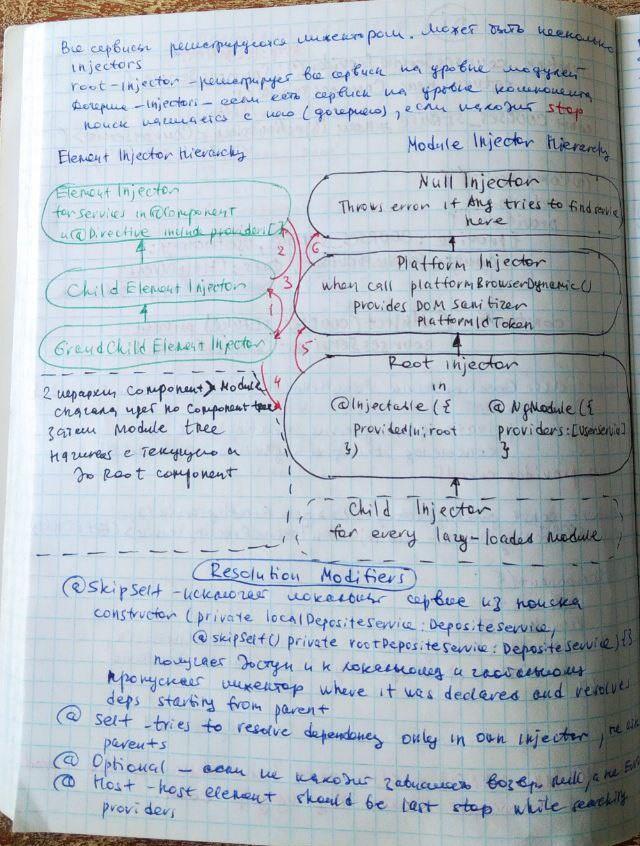 Все сервисы регистрируются инжектором. Может быть несколько
injectors
root-injector - регистрирует все сервисы на уровне модулей
дочерние-injectori - если есть сервисы на уровне компонента
поиск начинается с него (дочернего), если находит stop
Element Injector Hierarchy
Module Injector Hierarchy
Element Injector
for services in @Component
и @Directive inside providers[]
Child Element Injector
GrandChild Element Injector
1
2
3
4
5
6
Null Injector
Throws error if Ang tries to find service
here
Platform Injector
when call platformBrowserDynamic()
provides DOM sanitizer
PlatformIdToken
Root injector
in
@Injectable ({
providedIn: root
})
@NgModule ({
providers: [userservice]
}
Child Injector
for every lazy-loaded module
2 иерархии Component > Module
сначала идет по component tree
затем Module tree
начиная с текущего и
до Root component
Resolution Modifiers
@SkipSelf - исключает локальный сервис из поиска
constructor (private localDepositeService: DepositeService,
@skipSelf() private rootDepositeService: DepositeService) {}
получает доступ и к локальному и глобальному
пропускает инжектор where it was declared and resolve
deps starting from parent
@ Self - tries to resolve dependency only in own injector, не
parents
@ Optional - если не находит зависимость возвр null, а не
@ Host - host element should be last stop while searching
providers